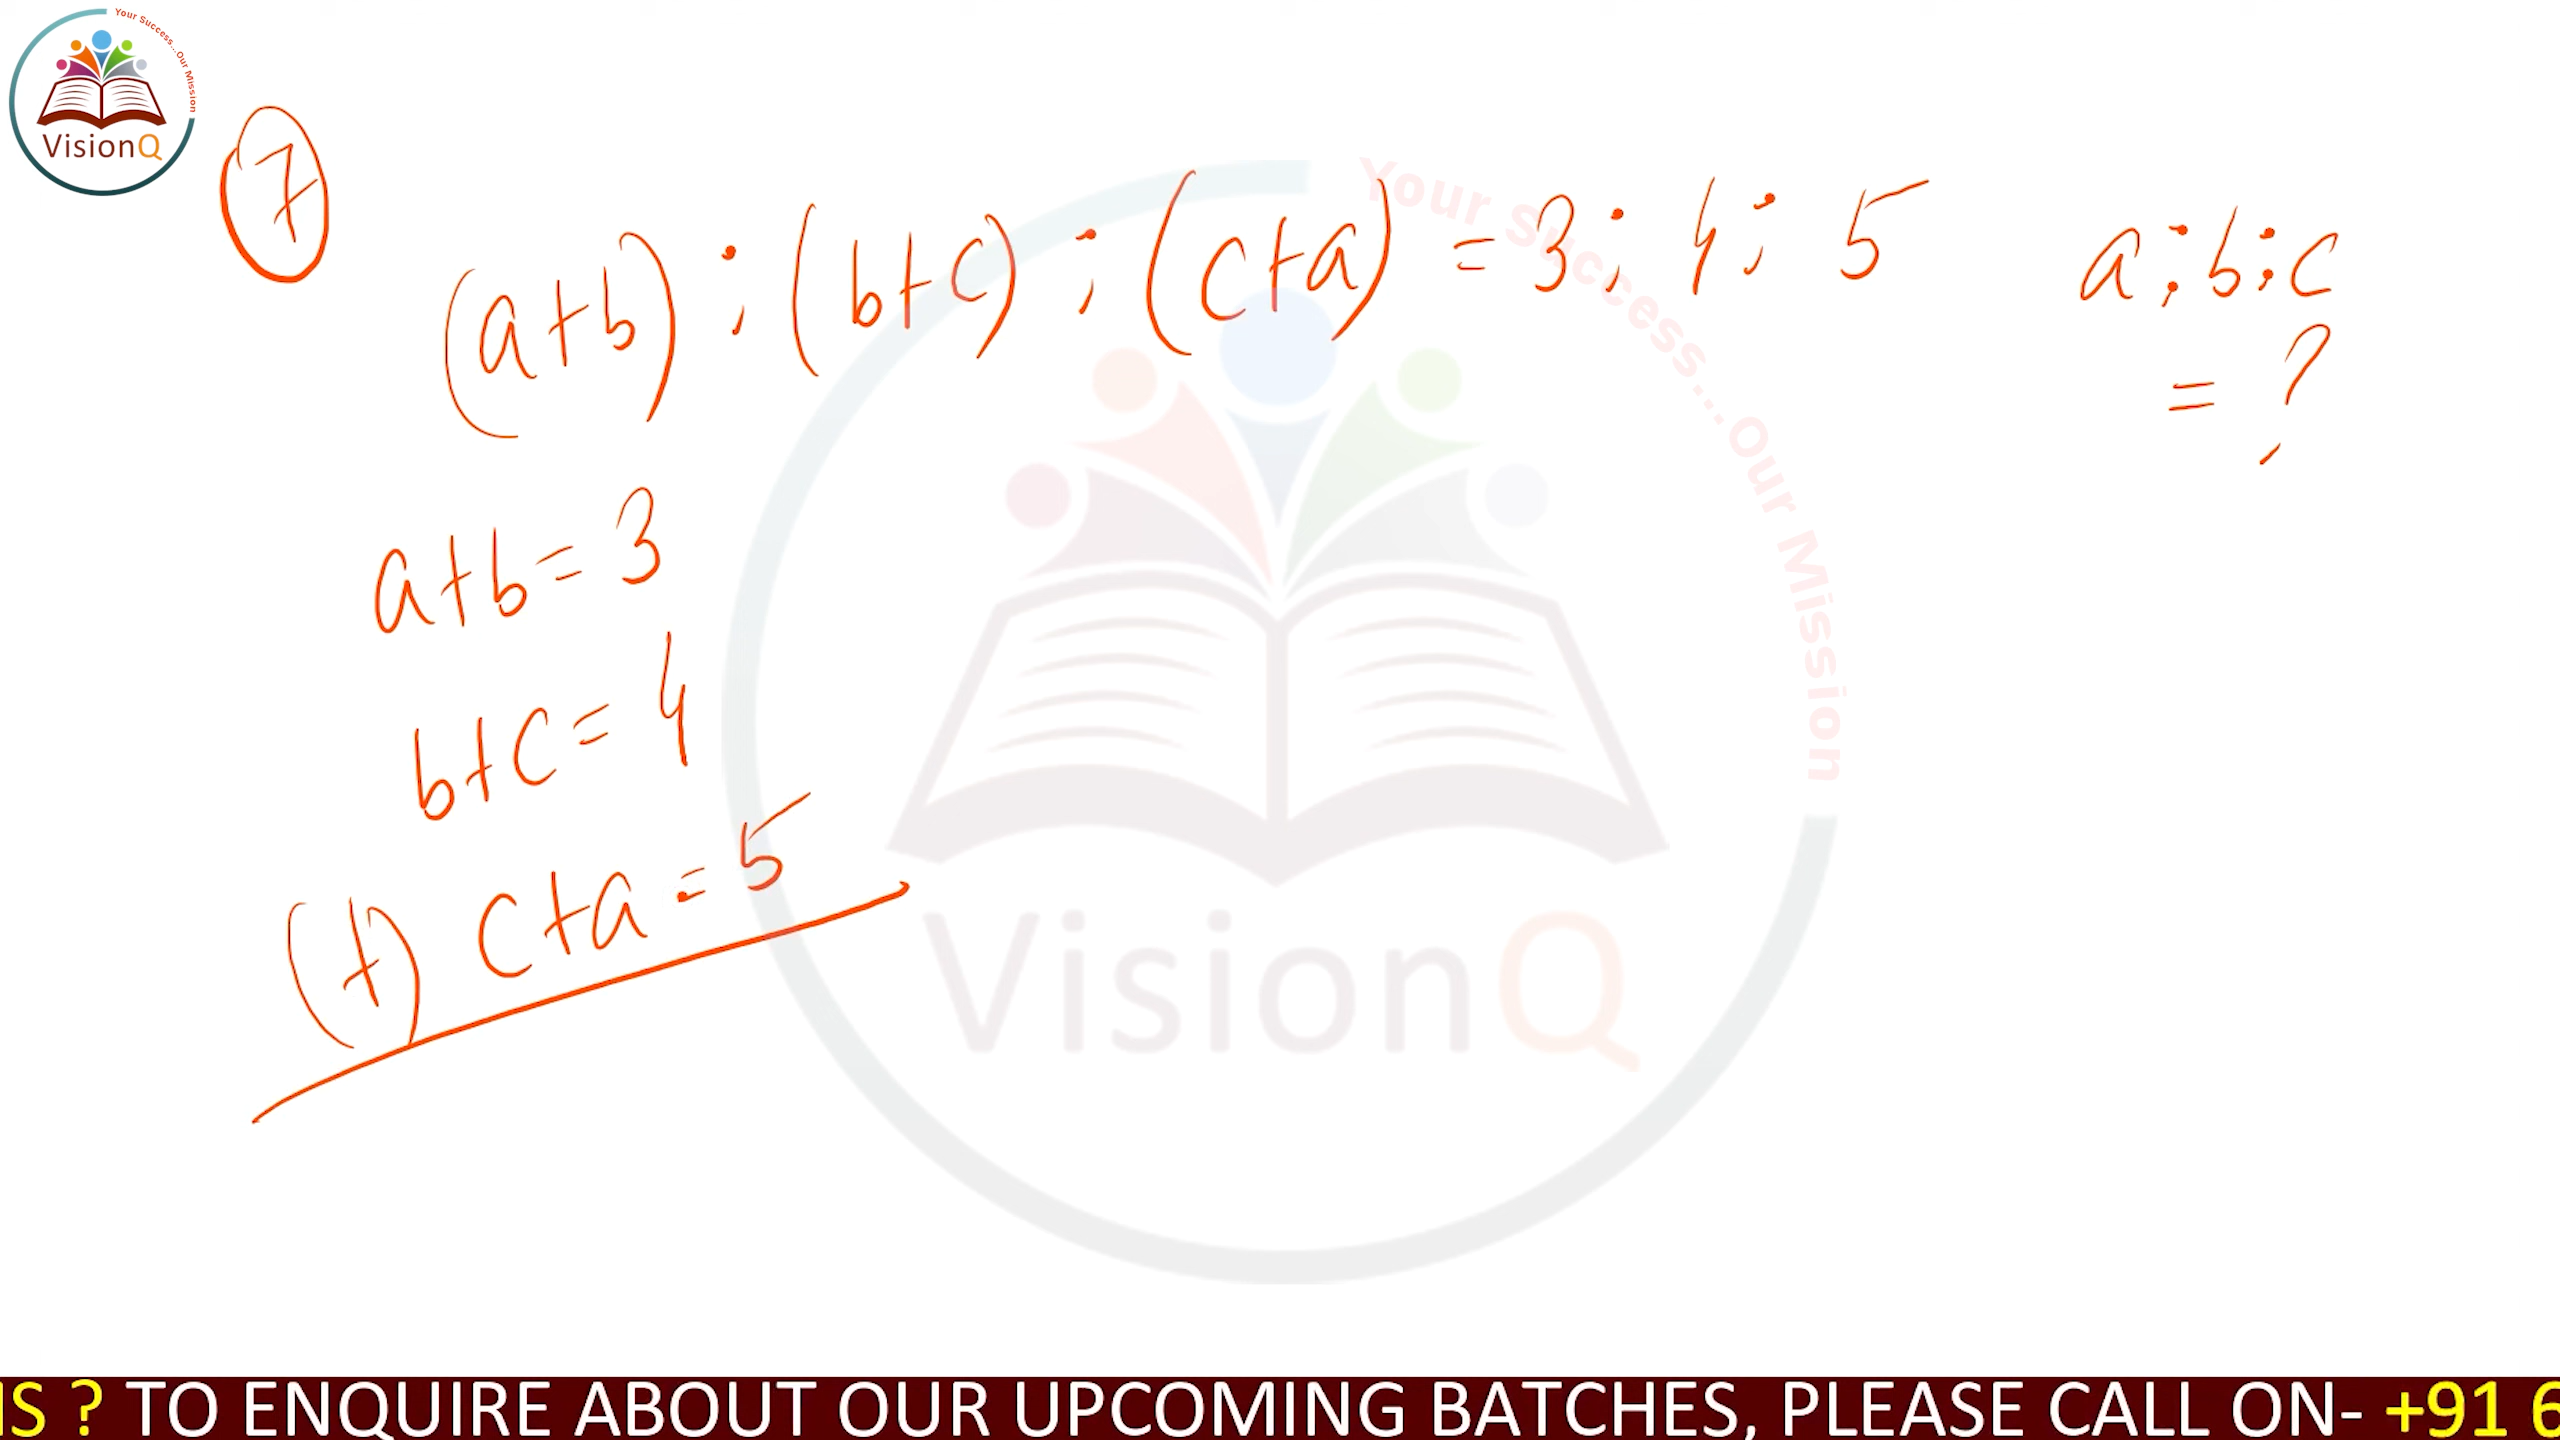 Your Success...Our Mission
VisionQ
7
(a+b) : (b+c) : (c+a) = 3 : 4 : 5
a : b : c
= ?
a+b = 3
b+c = 4
(+) c+a = 5
Your Success...Our Mission
VisionQ
? TO ENQUIRE ABOUT OUR UPCOMING BATCHES, PLEASE CALL ON- +91 6